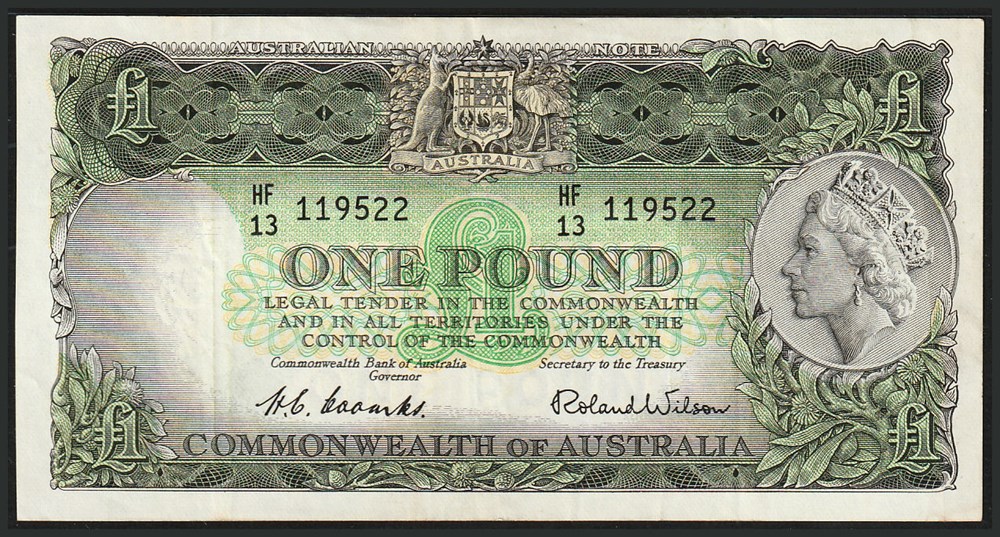 AUSTRALIAN NOTE
£1 £1
AUSTRALIA
HF 13 119522 HF 13 119522
£
ONE POUND
LEGAL TENDER IN THE COMMONWEALTH
AND IN ALL TERRITORIES UNDER THE
CONTROL OF THE COMMONWEALTH
Commonwealth Bank of Australia
Governor
Secretary to the Treasury
H.C. Coombs.
Roland Wilson
£1 £1
COMMONWEALTH OF AUSTRALIA